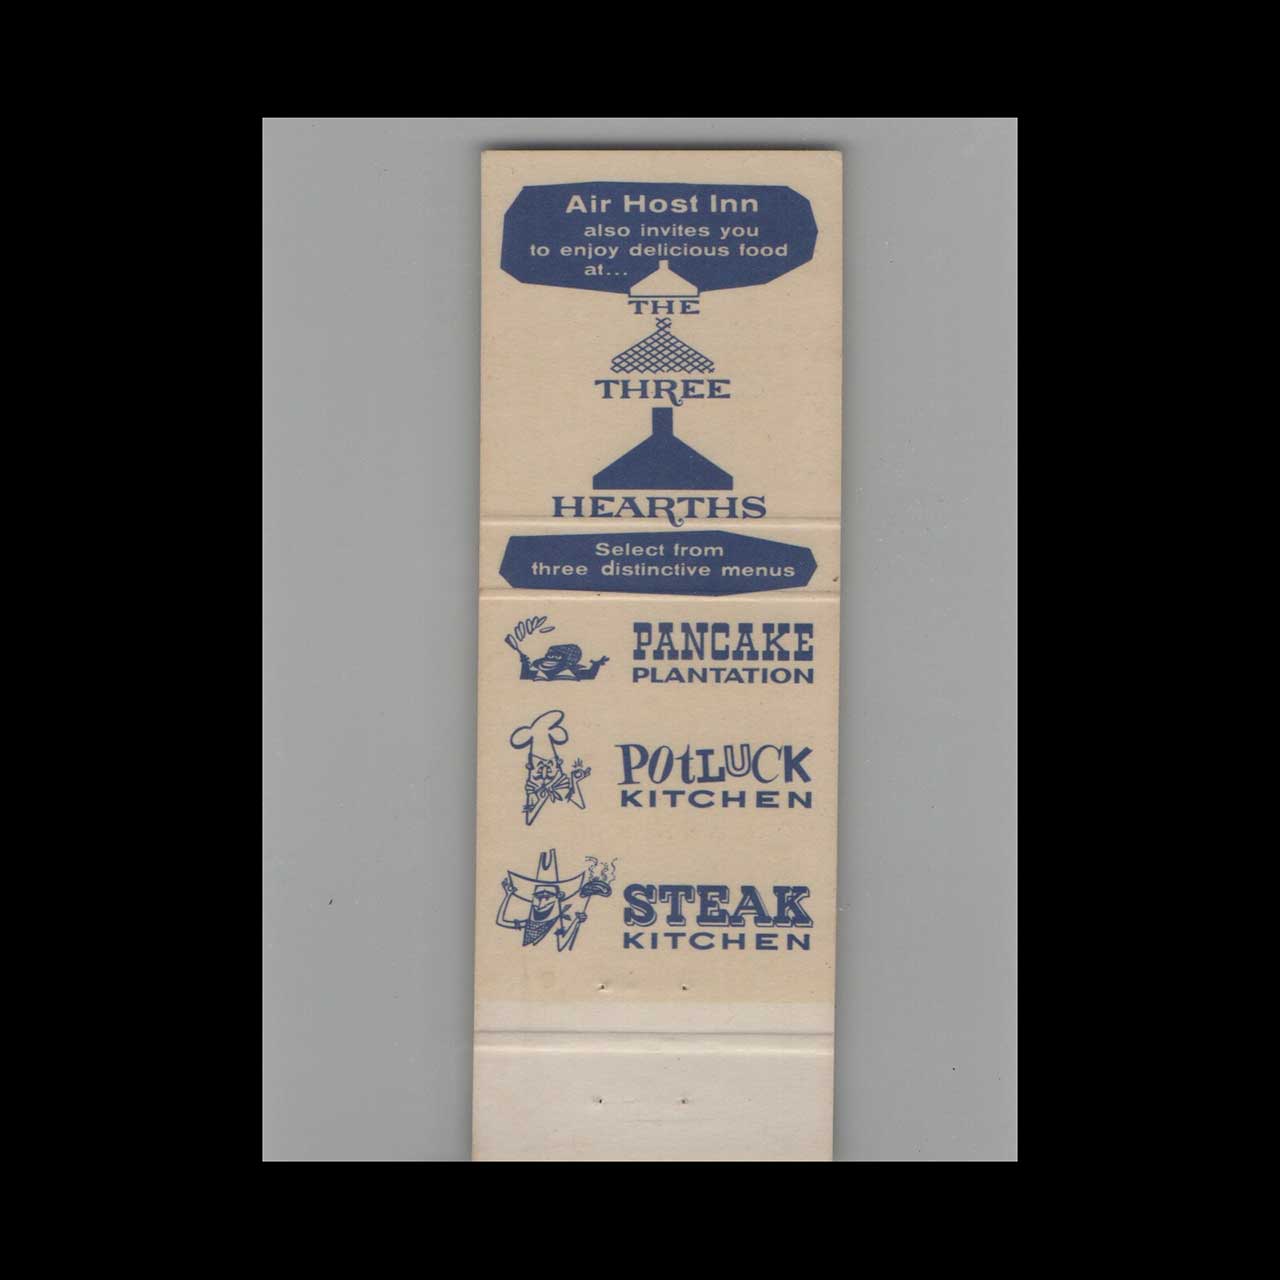 Air Host Inn
also invites you
to enjoy delicious food
at...
THE
THREE
HEARTHS
Select from
three distinctive menus
PANCAKE
PLANTATION
POtLUCK
KITCHEN
STEAK
KITCHEN